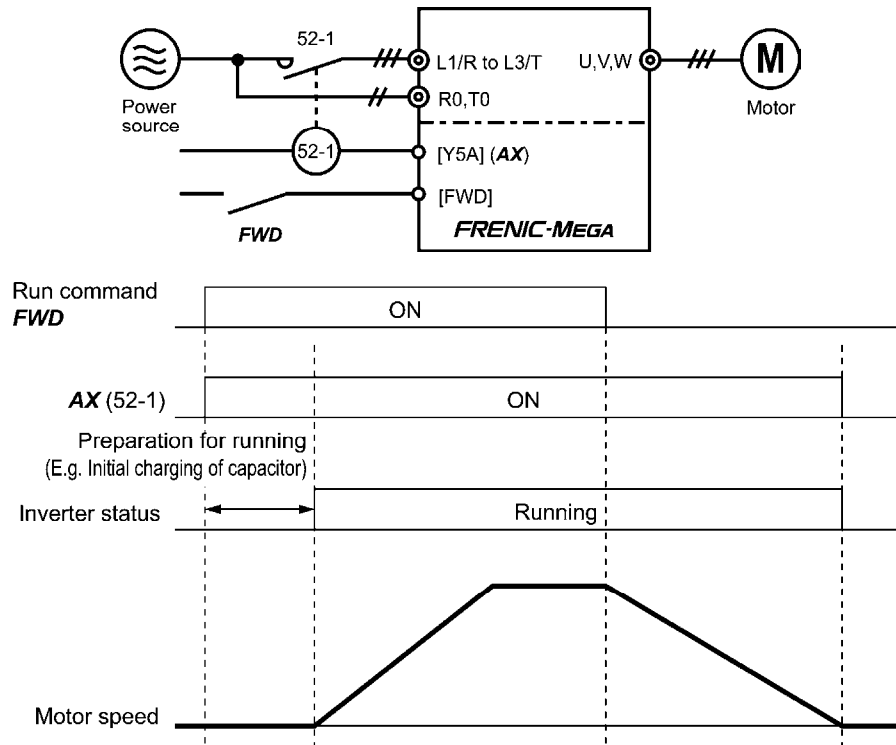 52-1
L1/R to L3/T
U,V,W
M
Power
source
R0,T0
Motor
52-1
[Y5A] (AX)
[FWD]
FWD
FRENIC-MEGA
Run command
FWD
ON
AX (52-1)
ON
Preparation for running
(E.g. Initial charging of capacitor)
Inverter status
Running
Motor speed